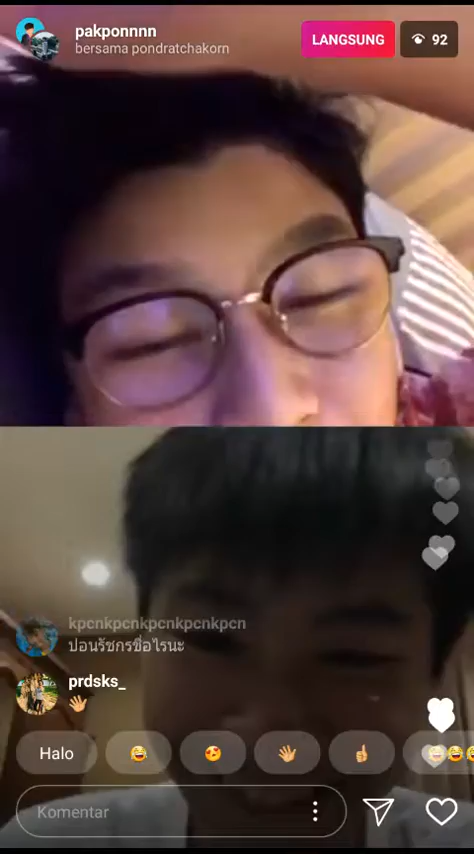 pakponnnn
bersama pondratchakorn
LANGSUNG
92
kpcnkpcnkpcnkpcnkpcn
ปอนรัชกรชื่อไรนะ
prdsks_
👋🏼
Halo
😂
😍
👋🏼
☝🏼
Komentar